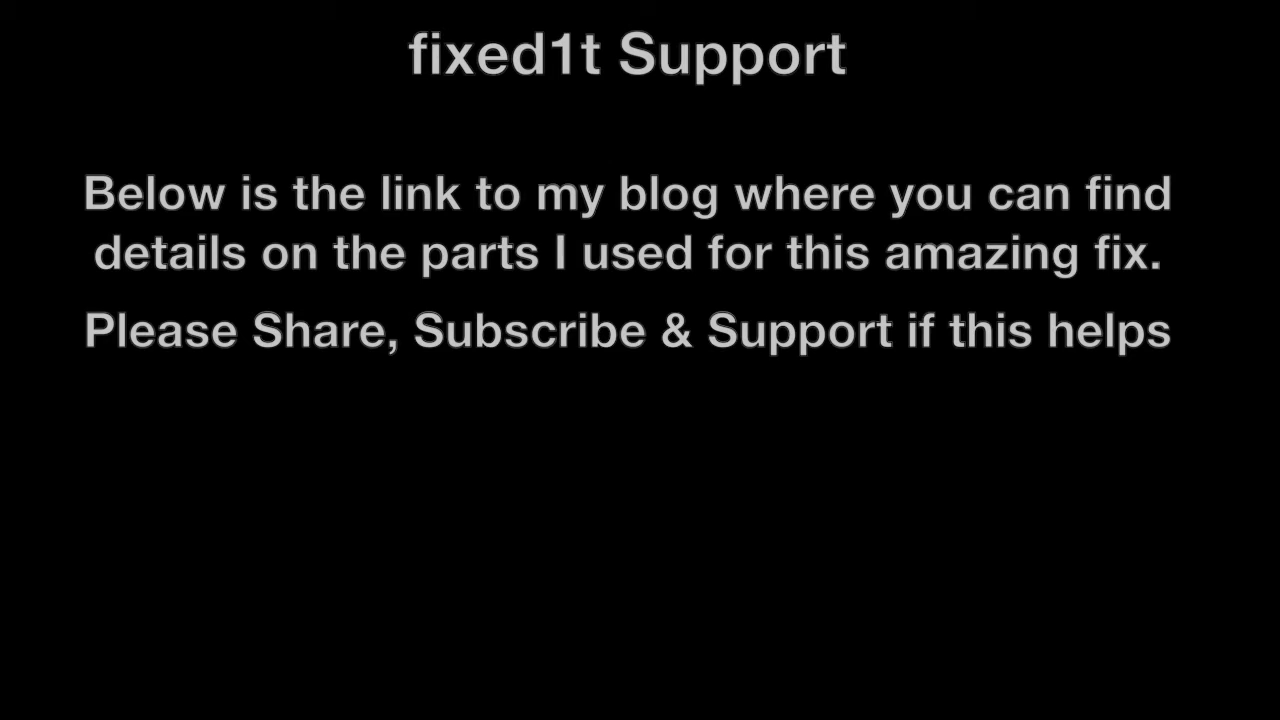 fixed1t Support
Below is the link to my blog where you can find
details on the parts I used for this amazing fix.
Please Share, Subscribe & Support if this helps